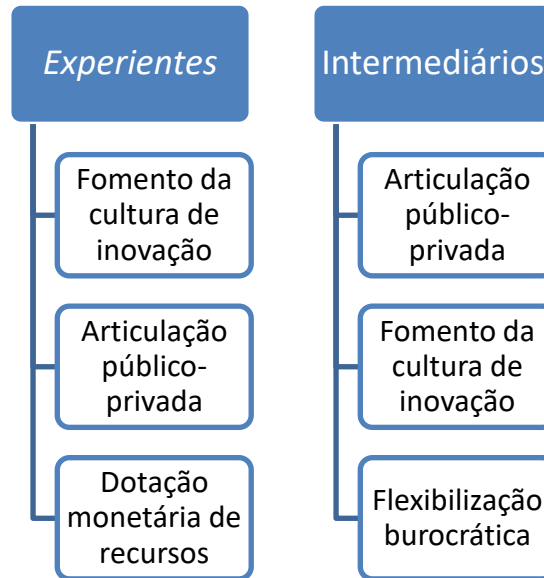 Experientes
Fomento da
cultura de
inovação
Articulação
público-
privada
Dotação
monetária de
recursos
Intermediários
Articulação
público-
privada
Fomento da
cultura de
inovação
Flexibilização
burocrática